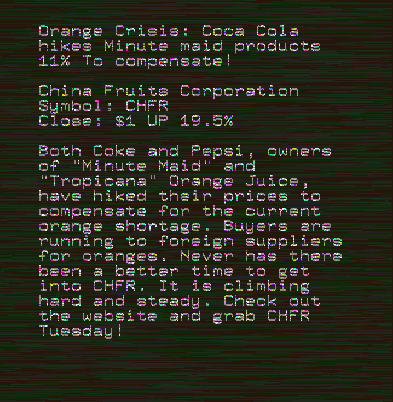 Orange Crisis: Coca Cola
hikes Minute maid products
11% To compensate!
China Fruits Corporation
Symbol: CHFR
Close: $1 UP 19.5%
Both Coke and Pepsi, owners
of "Minute Maid" and
"Tropicana" Orange Juice,
have hiked their prices to
compensate for the current
orange shortage. Buyers are
running to foreign suppliers
for oranges. Never has there
been a better time to get
into CHFR. It is climbing
hard and steady. Check out
the website and grab CHFR
Tuesday!